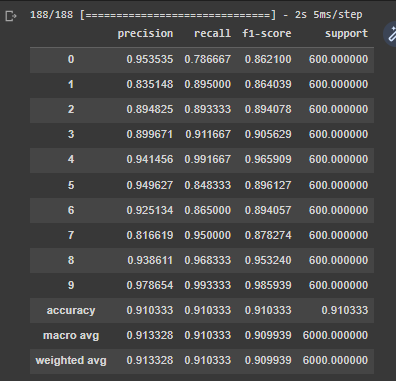 188/188 [==============================] - 2s 5ms/step
precision recall f1-score support
0 0.953535 0.786667 0.862100 600.000000
1 0.835148 0.895000 0.864039 600.000000
2 0.894825 0.893333 0.894078 600.000000
3 0.899671 0.911667 0.905629 600.000000
4 0.941456 0.991667 0.965909 600.000000
5 0.949627 0.848333 0.896127 600.000000
6 0.925134 0.865000 0.894057 600.000000
7 0.816619 0.950000 0.878274 600.000000
8 0.938611 0.968333 0.953240 600.000000
9 0.978654 0.993333 0.985939 600.000000
accuracy 0.910333 0.910333 0.910333 0.910333
macro avg 0.913328 0.910333 0.909939 6000.000000
weighted avg 0.913328 0.910333 0.909939 6000.000000